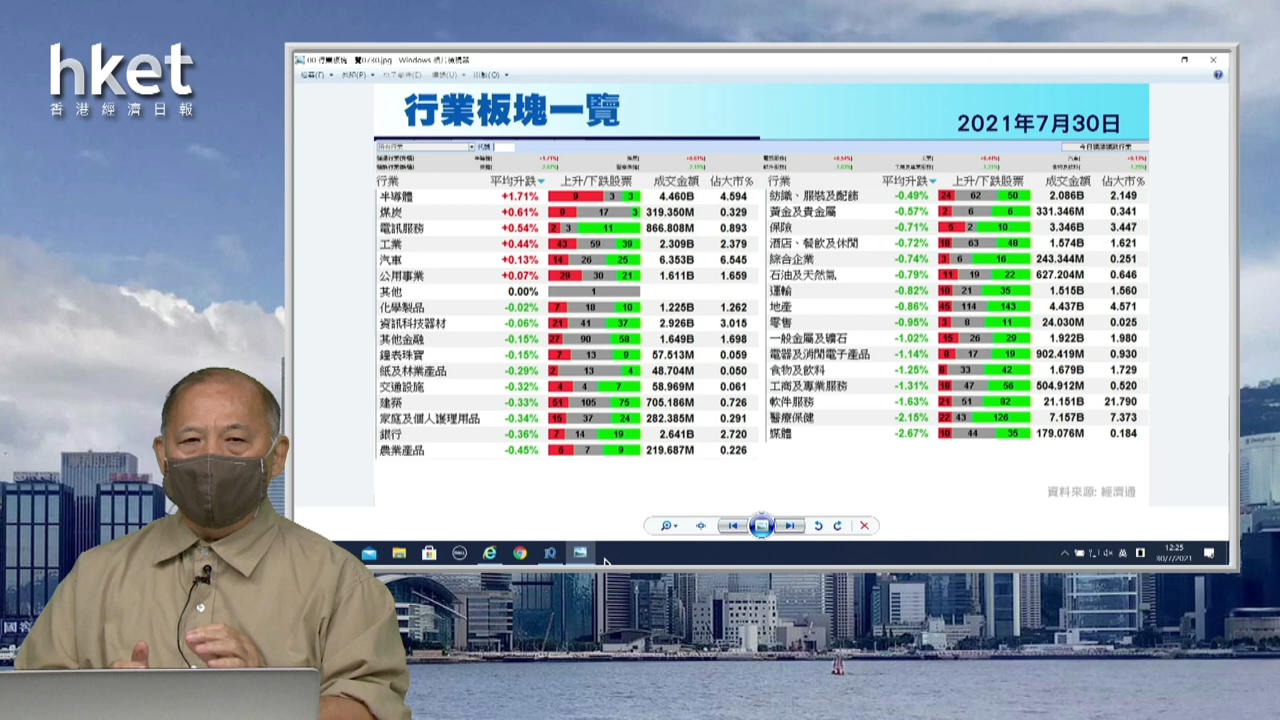 hket
香港經濟日報
行業板塊一覽
2021年7月30日
行業 平均升跌 上升/下跌股票 成交金額 佔大市%
半導體 +1.71% 9 3 3 4.460B 4.594
煤炭 +0.61% 9 17 3 319.350M 0.329
電訊服務 +0.54% 2 3 11 866.808M 0.893
工業 +0.44% 43 59 39 2.309B 2.379
汽車 +0.13% 14 26 25 6.353B 6.545
公用事業 +0.07% 29 30 21 1.611B 1.659
其他 0.00% 1
化學製品 -0.02% 7 18 10 1.225B 1.262
資訊科技器材 -0.06% 21 41 37 2.926B 3.015
其他金融 -0.15% 27 90 58 1.649B 1.698
鐘表珠寶 -0.15% 7 13 9 57.513M 0.059
紙及林業產品 -0.29% 2 13 4 48.704M 0.050
交通設施 -0.32% 4 4 7 58.969M 0.061
建築 -0.33% 51 105 75 705.186M 0.726
家庭及個人護理用品 -0.34% 15 37 24 282.385M 0.291
銀行 -0.36% 7 14 19 2.641B 2.720
農業產品 -0.45% 6 7 9 219.687M 0.226
行業 平均升跌 上升/下跌股票 成交金額 佔大市%
紡織、服裝及配飾 -0.49% 24 62 50 2.086B 2.149
黃金及貴金屬 -0.57% 2 6 6 331.346M 0.341
保險 -0.71% 5 2 10 3.346B 3.447
酒店、餐飲及休閒 -0.72% 18 63 48 1.574B 1.621
綜合企業 -0.74% 3 6 16 243.344M 0.251
石油及天然氣 -0.79% 11 19 22 627.204M 0.646
運輸 -0.82% 10 21 35 1.515B 1.560
地產 -0.86% 45 114 143 4.437B 4.571
零售 -0.95% 3 8 11 24.030M 0.025
一般金屬及礦石 -1.02% 15 26 29 1.922B 1.980
電器及消閒電子產品 -1.14% 8 17 19 902.419M 0.930
食物及飲料 -1.25% 8 33 42 1.679B 1.729
工商及專業服務 -1.31% 18 47 56 504.912M 0.520
軟件服務 -1.63% 21 51 82 21.151B 21.790
醫療保健 -2.15% 22 43 126 7.157B 7.373
媒體 -2.67% 10 44 35 179.076M 0.184
資料來源: 經濟通
12:25
30/7/2021